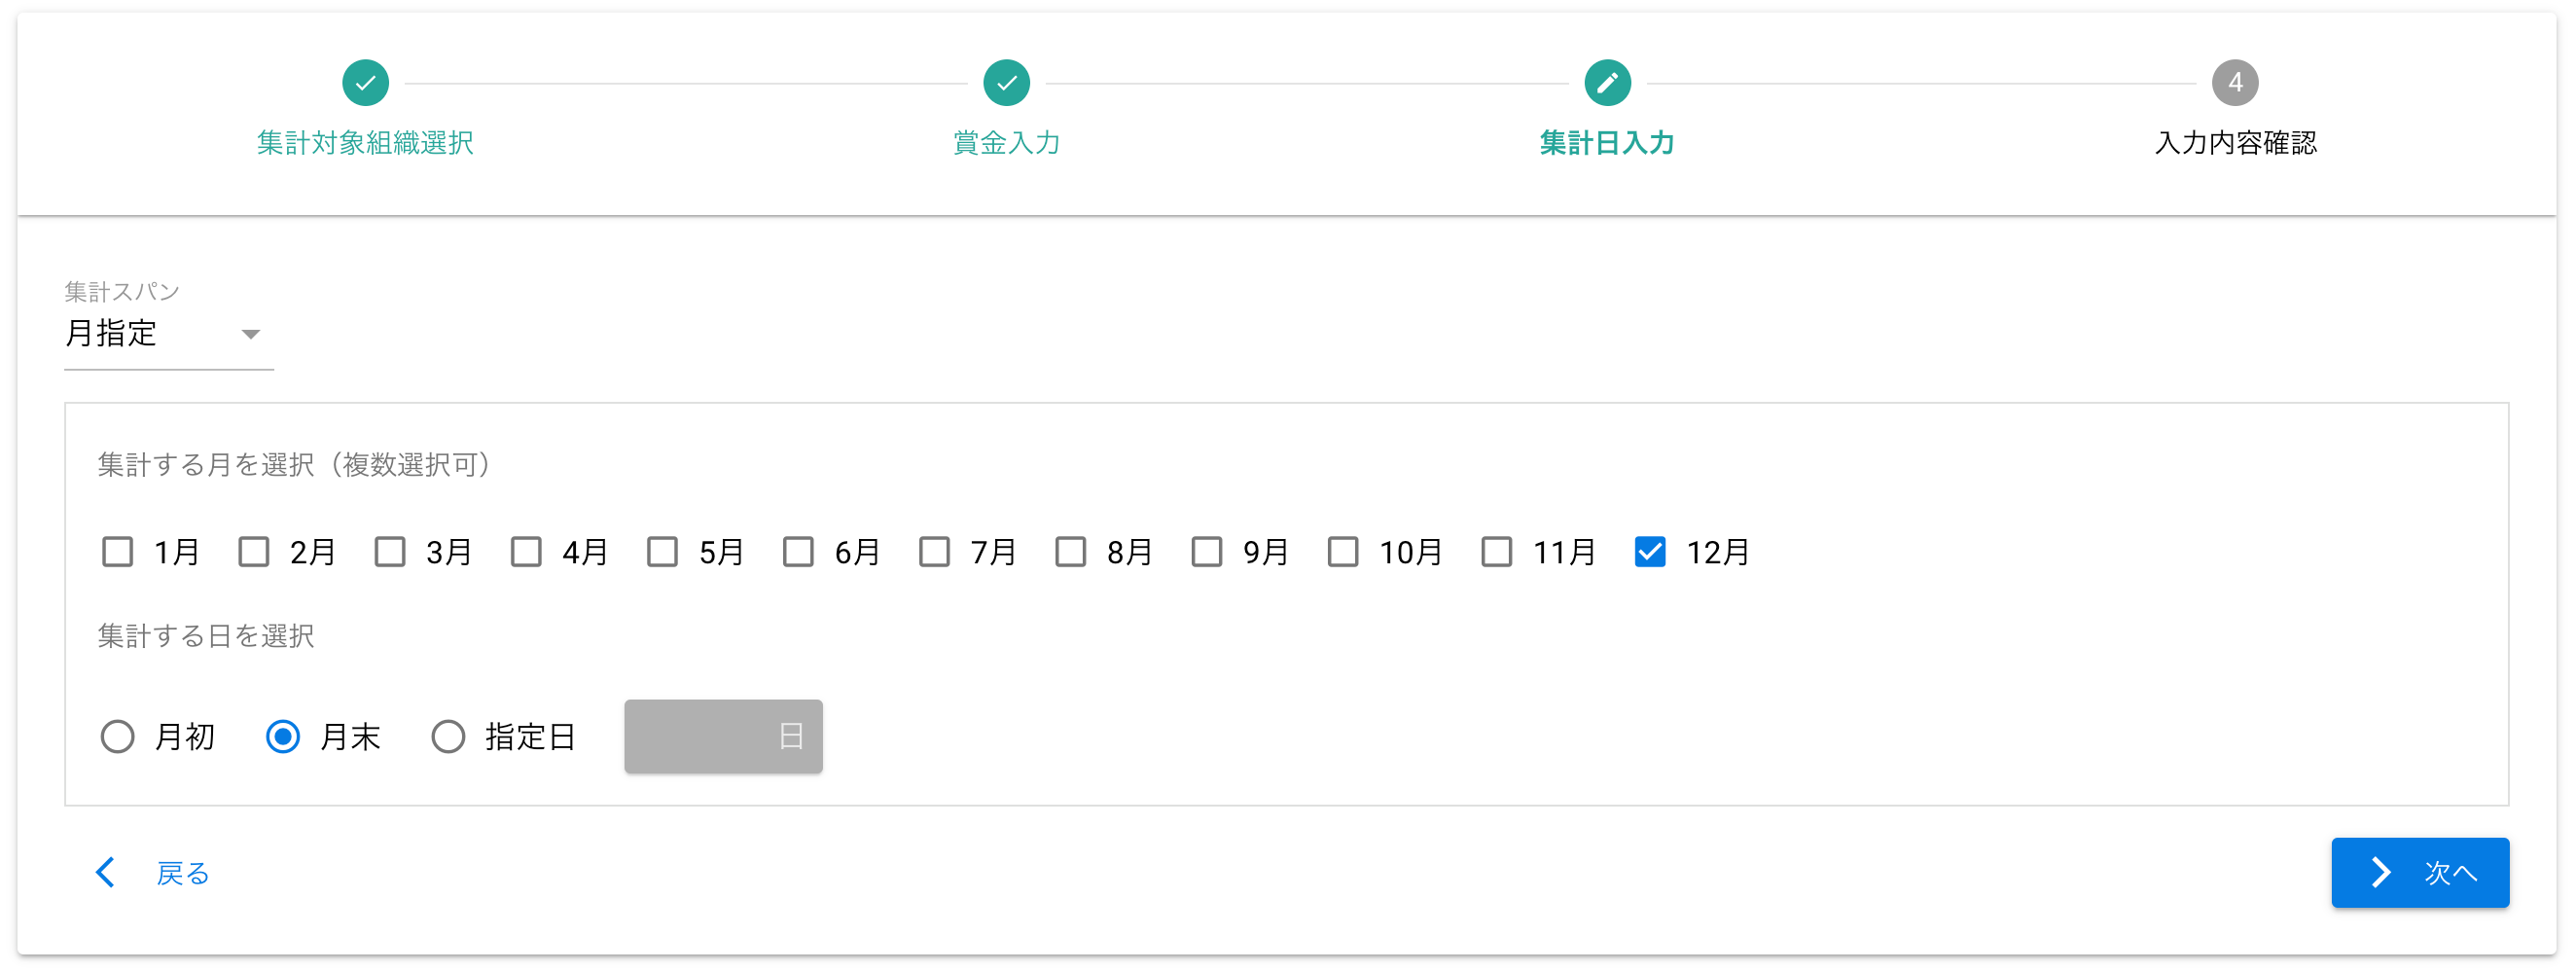 4
集計対象組織選択 賞金入力 集計日入力 入力内容確認
集計スパン
月指定
集計する月を選択（複数選択可）
1月 2月 3月 4月 5月 6月 7月 8月 9月 10月 11月 12月
集計する日を選択
月初 月末 指定日 日
戻る 次へ